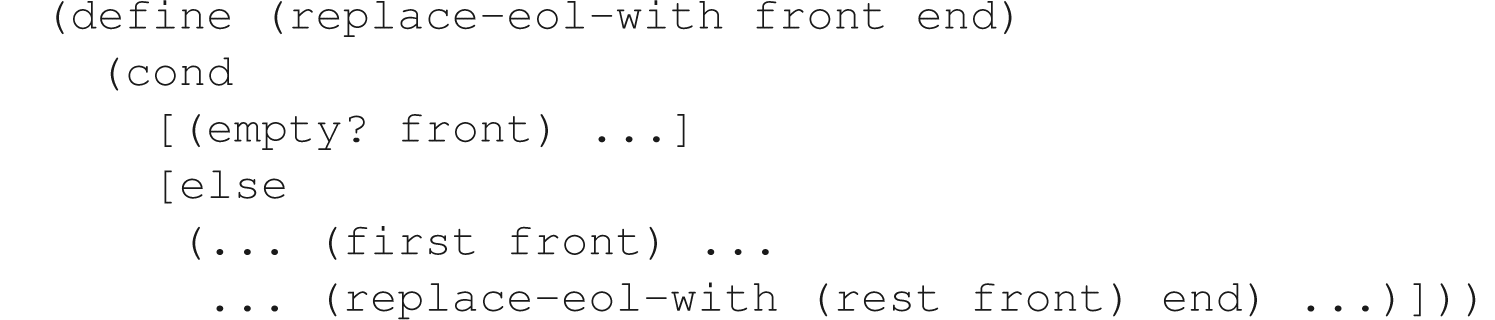 (define (replace-eol-with front end)
  (cond
    [(empty? front) ...]
    [else
     (... (first front) ...
      ... (replace-eol-with (rest front) end) ...)]))